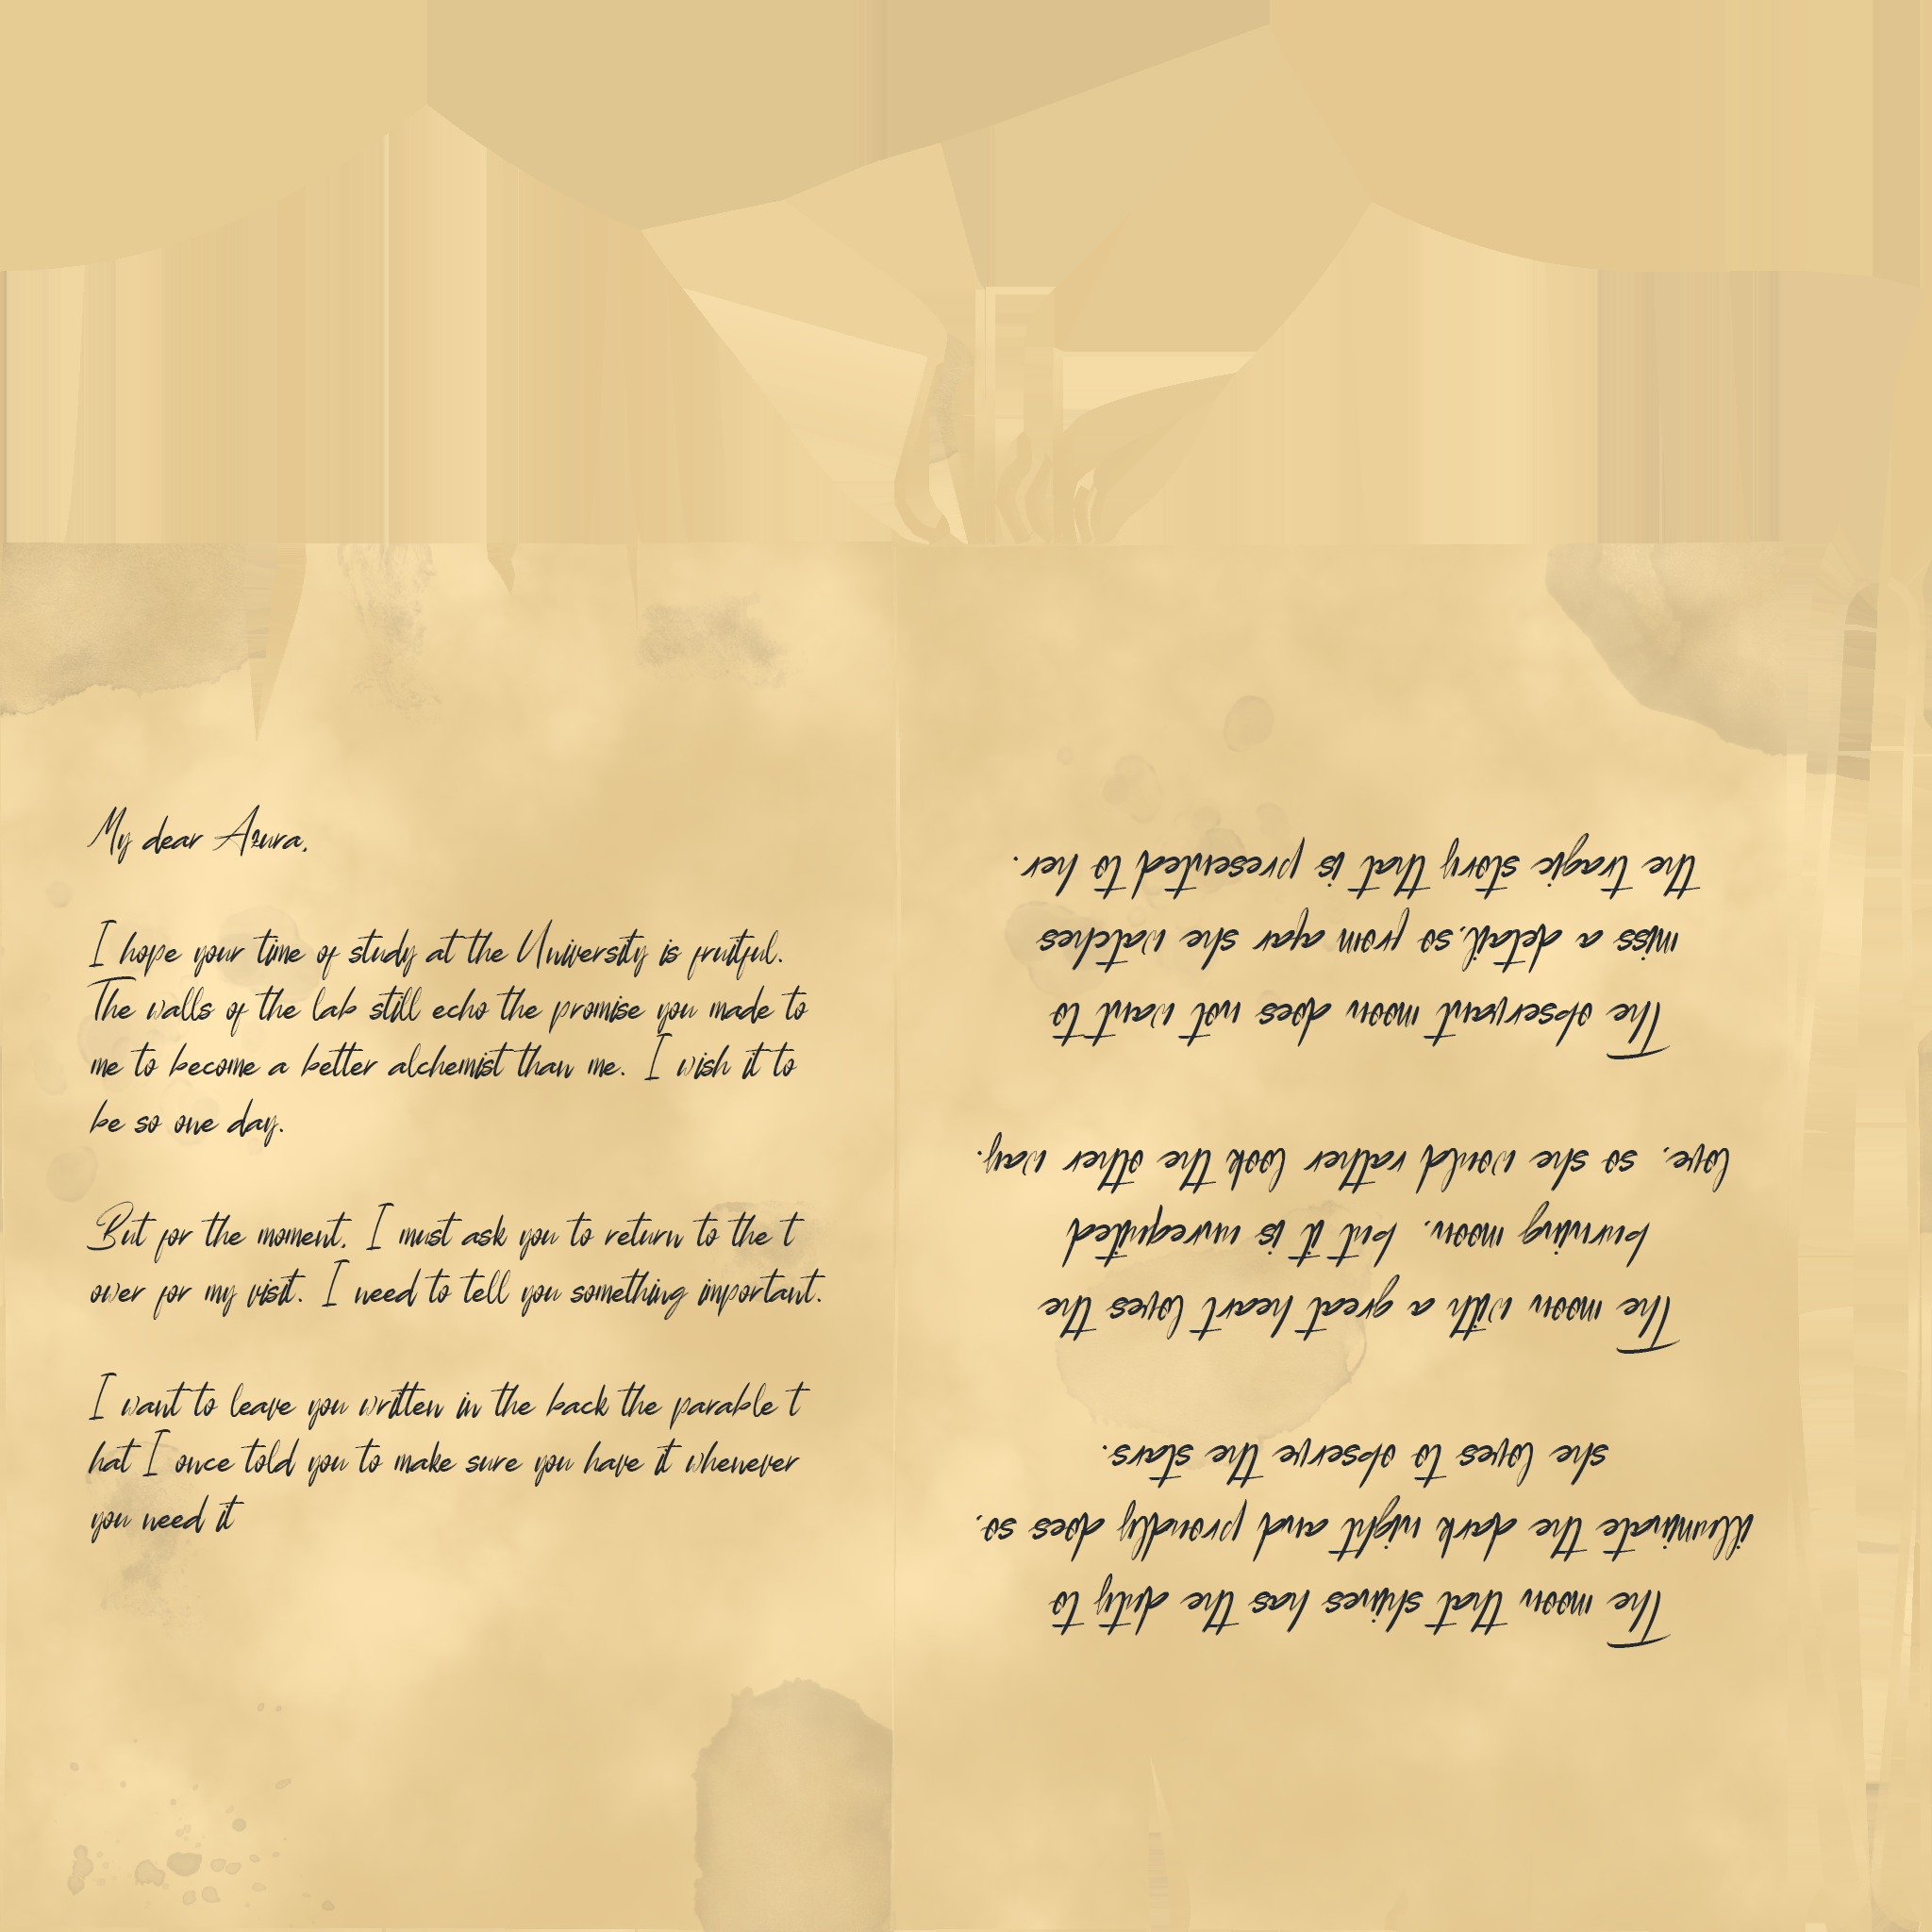 My dear Azura,
I hope your time of study at the University is fruitful.
The walls of the lab still echo the promise you made to
me to become a better alchemist than me. I wish it to
be so one day.
But for the moment, I must ask you to return to the t
ower for my visit. I need to tell you something important.
I want to leave you written in the back the parable t
hat I once told you to make sure you have it whenever
you need it
The moon that shines has the duty to
illuminate the dark night and proudly does so,
she loves to observe the stars.
The moon with a great heart loves the
burning moon, but it is unrequited
love, so she would rather look the other way.
The observant moon does not want to
miss a detail,so from afar she watches
the tragic story that is presented to her.